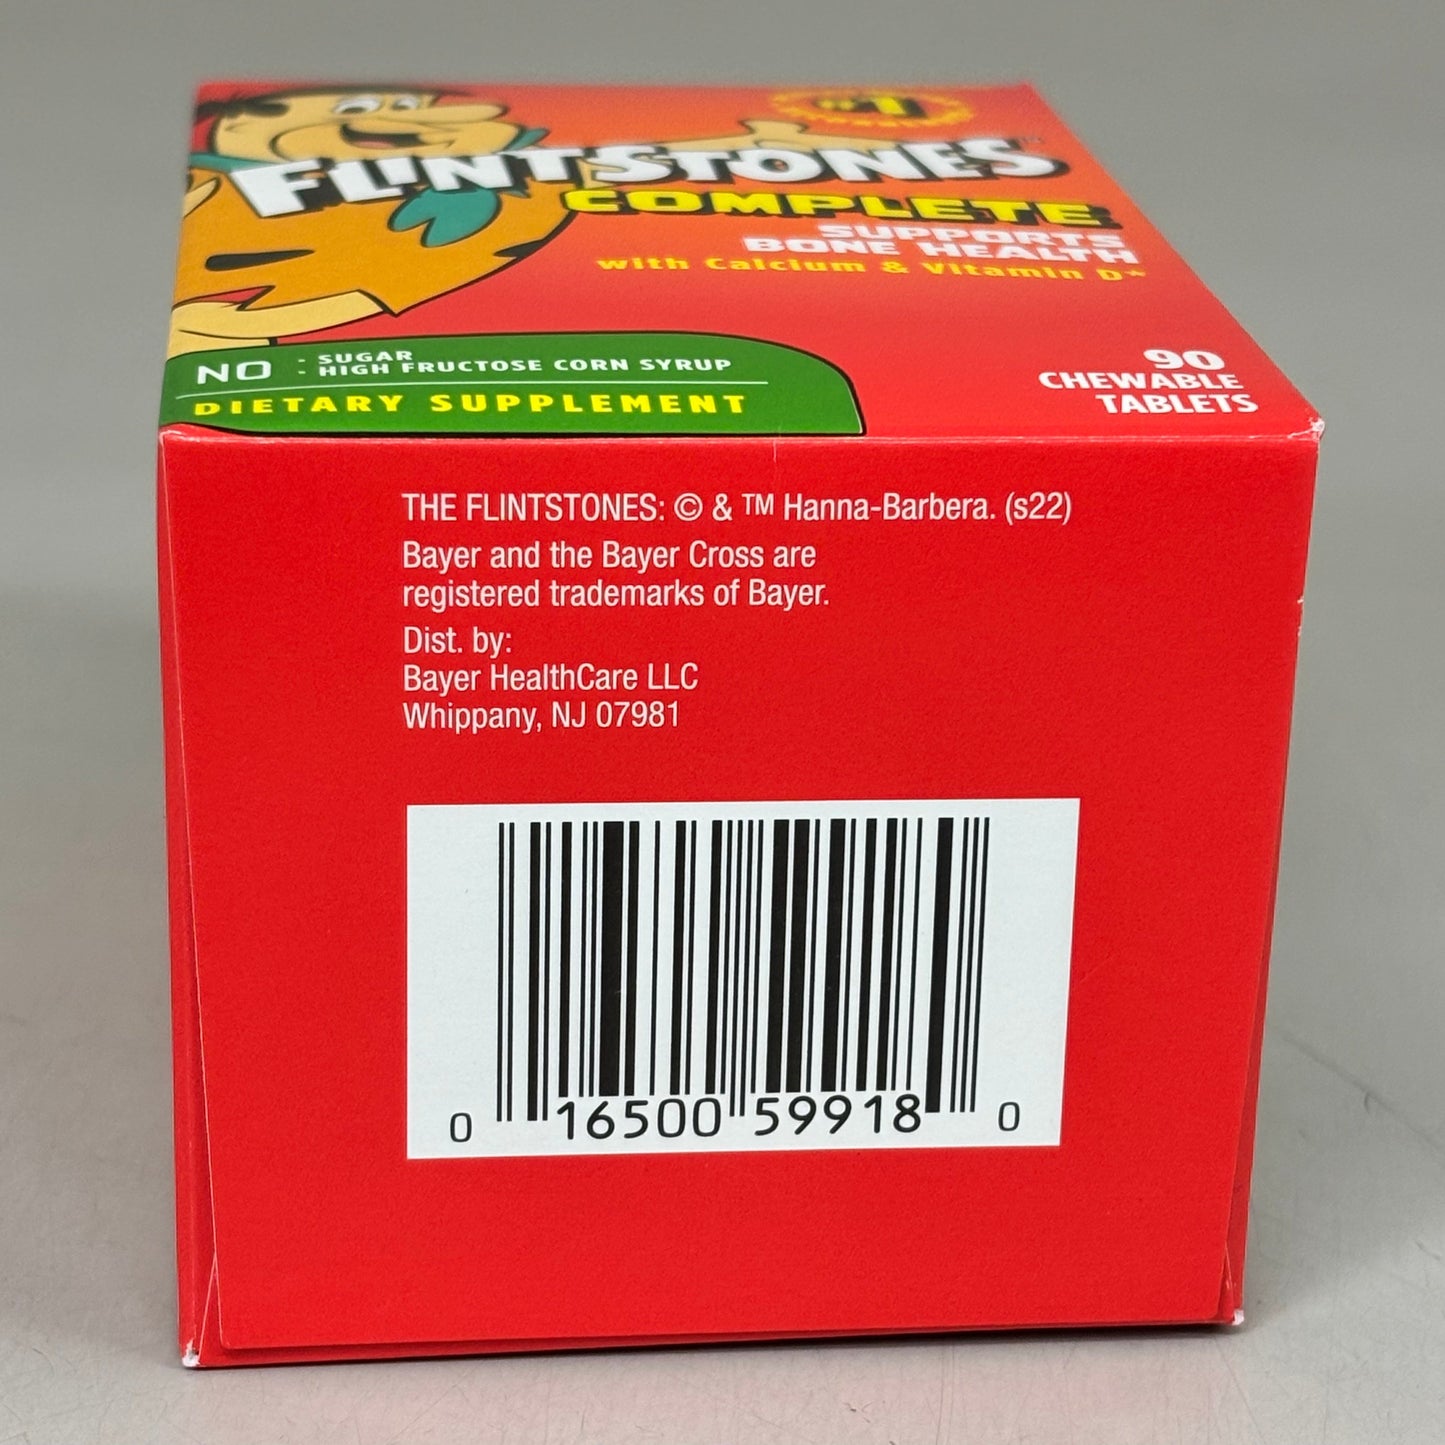 #1
FLINTSTONES™
COMPLETE
SUPPORTS
BONE HEALTH
with Calcium & Vitamin D*
NO - SUGAR
- HIGH FRUCTOSE CORN SYRUP
DIETARY SUPPLEMENT
90
CHEWABLE
TABLETS
THE FLINTSTONES: © & ™ Hanna-Barbera. (s22)
Bayer and the Bayer Cross are
registered trademarks of Bayer.
Dist. by:
Bayer HealthCare LLC
Whippany, NJ 07981
0 16500 59918 0